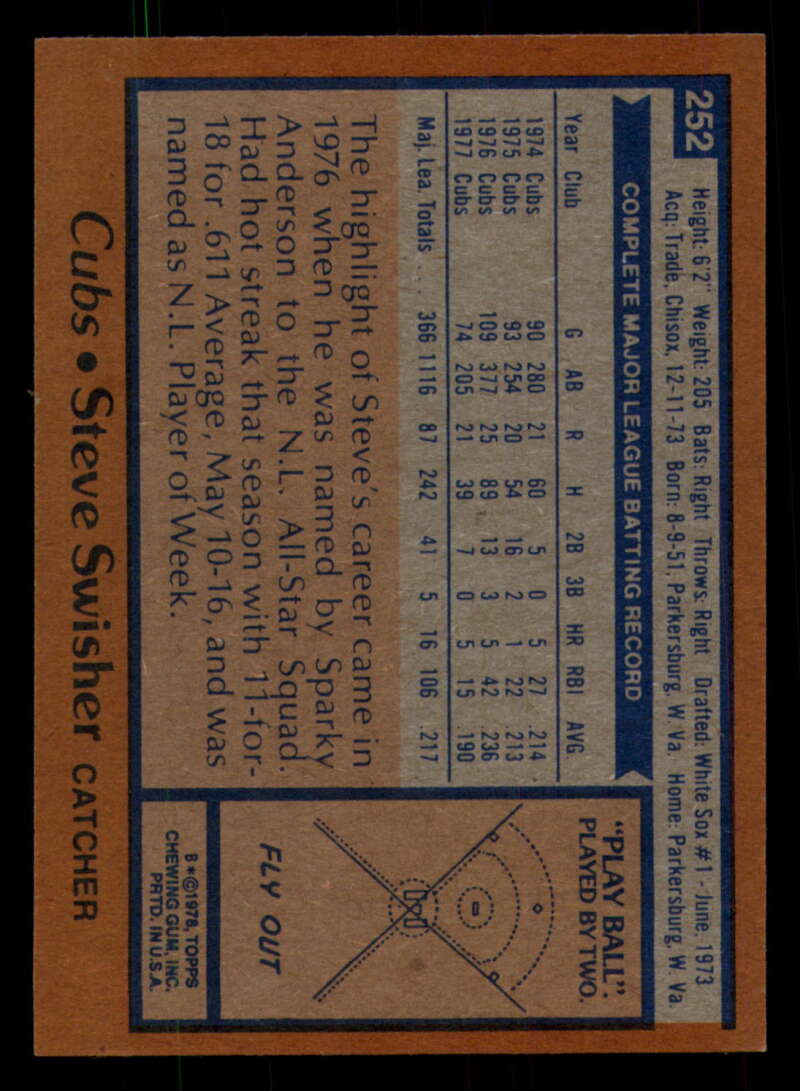 252
Height: 6'2" Weight: 205 Bats: Right Throws: Right Drafted: White Sox #1 - June, 1973
Acq: Trade, Chisox, 12-11-73 Born: 8-9-51, Parkersburg, W. Va. Home: Parkersburg, W. Va.
COMPLETE MAJOR LEAGUE BATTING RECORD
Year Club G AB R H 2B 3B HR RBI AVG.
1974 Cubs 90 280 21 60 5 0 5 27 .214
1975 Cubs 93 254 20 54 16 2 1 22 .213
1976 Cubs 109 377 25 89 13 3 5 42 .236
1977 Cubs 74 205 21 39 7 0 5 15 .190
Maj. Lea. Totals . . . 366 1116 87 242 41 5 16 106 .217
The highlight of Steve's career came in
1976 when he was named by Sparky
Anderson to the N.L. All-Star Squad.
Had hot streak that season with 11-for-
18 for .611 Average, May 10-16, and was
named as N.L. Player of Week.
"PLAY BALL":
PLAYED BY TWO.
FLY OUT
B*©1978, TOPPS
CHEWING GUM, INC.
PRTD. IN U.S.A.
Cubs • Steve Swisher CATCHER